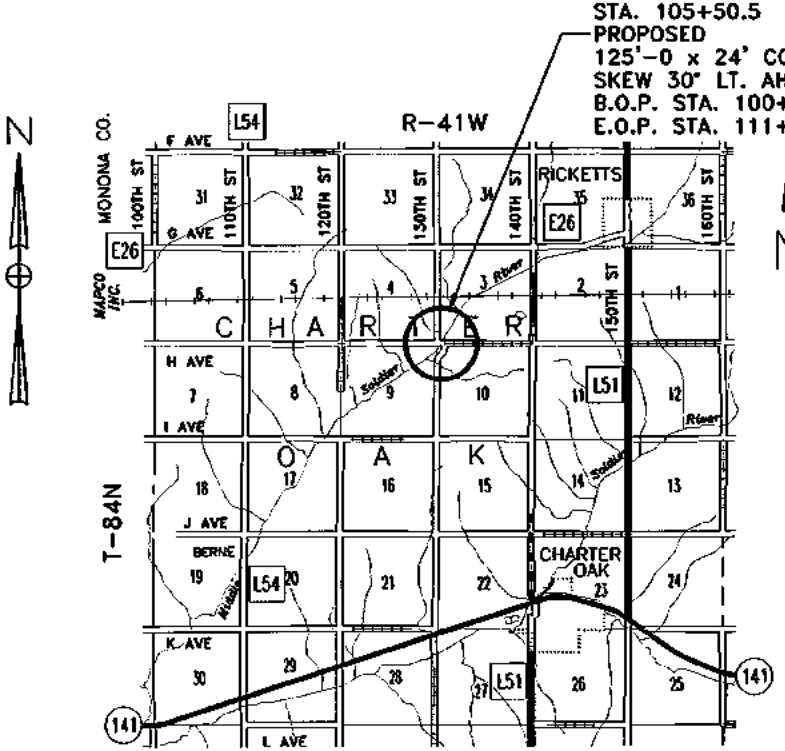 STA. 105+50.5
PROPOSED
125'-0 x 24' CO
SKEW 30° LT. AH
B.O.P. STA. 100+
E.O.P. STA. 111+
N
L54
R-41W
MONONA CO.
F AVE
100TH ST
110TH ST
120TH ST
130TH ST
140TH ST
150TH ST
160TH ST
31
32
33
34
35
36
RICKETTS
G AVE
E26
E26
MAPCO INC.
6
5
4
3
River
2
1
C H A R T E R
H AVE
7
8
Soldier
9
10
11
L51
12
River
I AVE
O A K
18
17
16
15
14
Soldier
13
T-84N
J AVE
BERNE
CHARTER
OAK
19
Middle
L54
20
21
22
23
24
K AVE
30
29
28
27
L51
26
25
141
141
L AVE
N